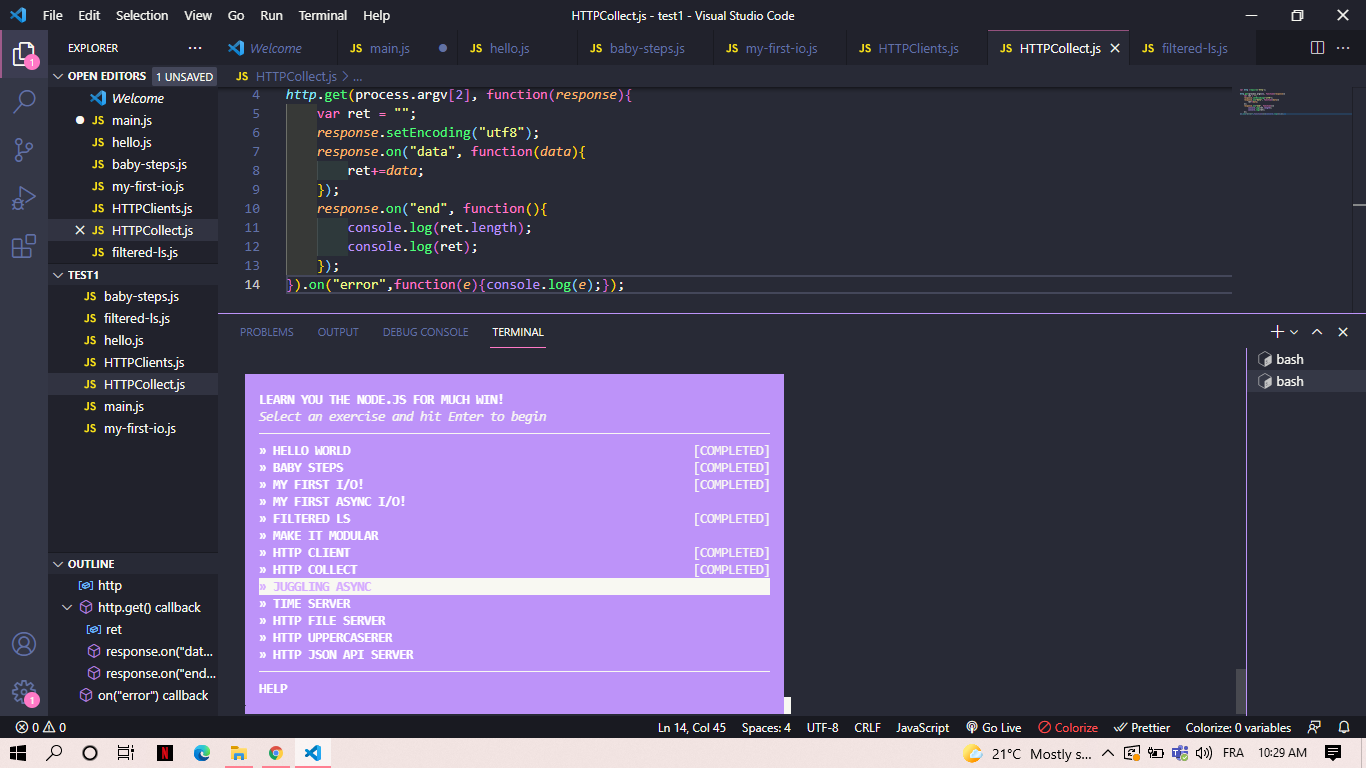 File Edit Selection View Go Run Terminal Help HTTPCollect.js - test1 - Visual Studio Code
EXPLORER ...
Welcome JS main.js JS hello.js JS baby-steps.js JS my-first-io.js JS HTTPClients.js JS HTTPCollect.js JS filtered-ls.js ...
OPEN EDITORS 1 UNSAVED
Welcome
JS main.js
JS hello.js
JS baby-steps.js
JS my-first-io.js
JS HTTPClients.js
JS HTTPCollect.js
JS filtered-ls.js
TEST1
JS baby-steps.js
JS filtered-ls.js
JS hello.js
JS HTTPClients.js
JS HTTPCollect.js
JS main.js
JS my-first-io.js
OUTLINE
http
http.get() callback
ret
response.on("dat...
response.on("end...
on("error") callback
JS HTTPCollect.js > ...
4 http.get(process.argv[2], function(response){
5 var ret = "";
6 response.setEncoding("utf8");
7 response.on("data", function(data){
8 ret+=data;
9 });
10 response.on("end", function(){
11 console.log(ret.length);
12 console.log(ret);
13 });
14 }).on("error",function(e){console.log(e);});
PROBLEMS OUTPUT DEBUG CONSOLE TERMINAL
bash
bash
LEARN YOU THE NODE.JS FOR MUCH WIN!
Select an exercise and hit Enter to begin
» HELLO WORLD [COMPLETED]
» BABY STEPS [COMPLETED]
» MY FIRST I/O! [COMPLETED]
» MY FIRST ASYNC I/O!
» FILTERED LS [COMPLETED]
» MAKE IT MODULAR
» HTTP CLIENT [COMPLETED]
» HTTP COLLECT [COMPLETED]
» JUGGLING ASYNC
» TIME SERVER
» HTTP FILE SERVER
» HTTP UPPERCASERER
» HTTP JSON API SERVER
HELP
1
1
0 0 Ln 14, Col 45 Spaces: 4 UTF-8 CRLF JavaScript Go Live Colorize Prettier Colorize: 0 variables
N 21°C Mostly s... FRA 10:29 AM